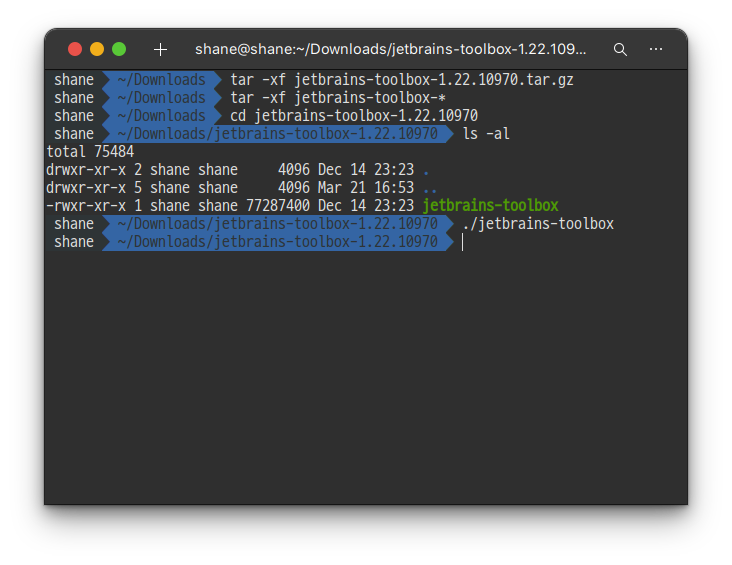 shane@shane:~/Downloads/jetbrains-toolbox-1.22.109...
shane ~/Downloads tar -xf jetbrains-toolbox-1.22.10970.tar.gz
shane ~/Downloads tar -xf jetbrains-toolbox-*
shane ~/Downloads cd jetbrains-toolbox-1.22.10970
shane ~/Downloads/jetbrains-toolbox-1.22.10970 ls -al
total 75484
drwxr-xr-x 2 shane shane 4096 Dec 14 23:23 .
drwxr-xr-x 5 shane shane 4096 Mar 21 16:53 ..
-rwxr-xr-x 1 shane shane 77287400 Dec 14 23:23 jetbrains-toolbox
shane ~/Downloads/jetbrains-toolbox-1.22.10970 ./jetbrains-toolbox
shane ~/Downloads/jetbrains-toolbox-1.22.10970